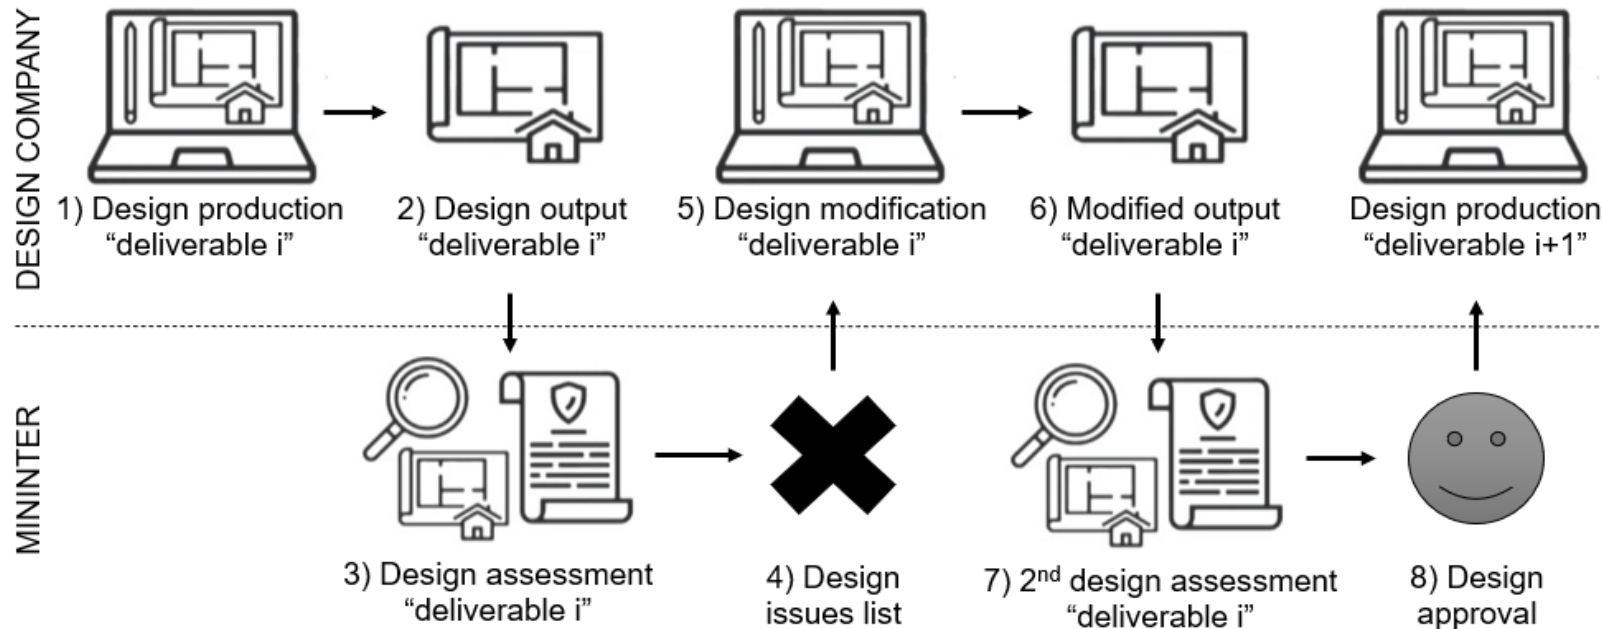 DESIGN COMPANY
1) Design production
“deliverable i”
2) Design output
“deliverable i”
5) Design modification
“deliverable i”
6) Modified output
“deliverable i”
Design production
“deliverable i+1”
MININTER
3) Design assessment
“deliverable i”
4) Design
issues list
7) 2nd design assessment
“deliverable i”
8) Design
approval